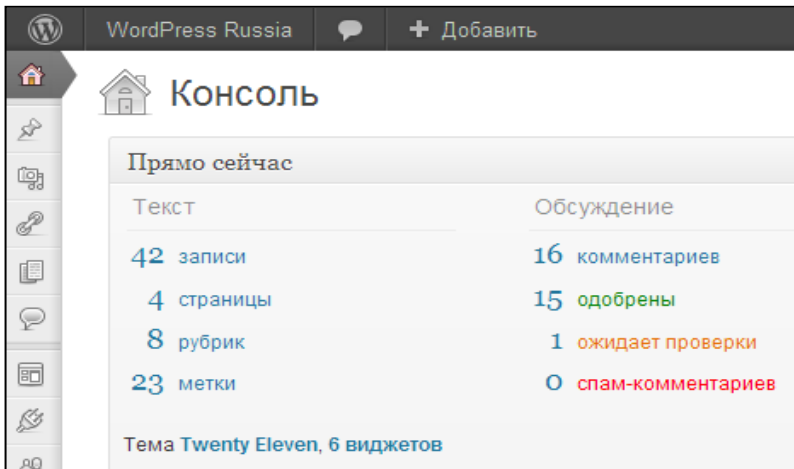 WordPress Russia + Добавить
Консоль
Прямо сейчас
Текст
42 записи
4 страницы
8 рубрик
23 метки
Обсуждение
16 комментариев
15 одобрены
1 ожидает проверки
0 спам-комментариев
Тема Twenty Eleven, 6 виджетов